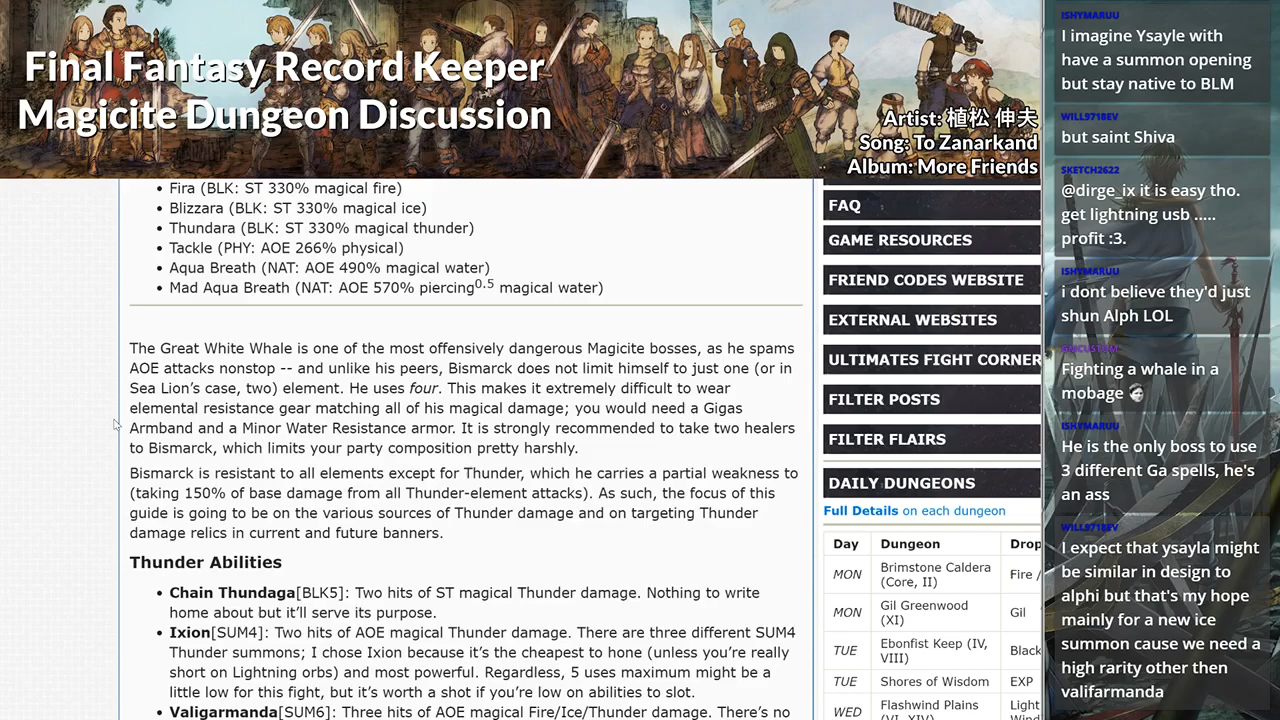 Final Fantasy Record Keeper
Magicite Dungeon Discussion
Artist: 植松 伸夫
Song: To Zanarkand
Album: More Friends
• Fira (BLK: ST 330% magical fire)
• Blizzara (BLK: ST 330% magical ice)
• Thundara (BLK: ST 330% magical thunder)
• Tackle (PHY: AOE 266% physical)
• Aqua Breath (NAT: AOE 490% magical water)
• Mad Aqua Breath (NAT: AOE 570% piercing0.5 magical water)
The Great White Whale is one of the most offensively dangerous Magicite bosses, as he spams
AOE attacks nonstop -- and unlike his peers, Bismarck does not limit himself to just one (or in
Sea Lion's case, two) element. He uses four. This makes it extremely difficult to wear
elemental resistance gear matching all of his magical damage; you would need a Gigas
Armband and a Minor Water Resistance armor. It is strongly recommended to take two healers
to Bismarck, which limits your party composition pretty harshly.
Bismarck is resistant to all elements except for Thunder, which he carries a partial weakness to
(taking 150% of base damage from all Thunder-element attacks). As such, the focus of this
guide is going to be on the various sources of Thunder damage and on targeting Thunder
damage relics in current and future banners.
Thunder Abilities
• Chain Thundaga[BLK5]: Two hits of ST magical Thunder damage. Nothing to write
home about but it'll serve its purpose.
• Ixion[SUM4]: Two hits of AOE magical Thunder damage. There are three different SUM4
Thunder summons; I chose Ixion because it's the cheapest to hone (unless you're really
short on Lightning orbs) and most powerful. Regardless, 5 uses maximum might be a
little low for this fight, but it's worth a shot if you're low on abilities to slot.
• Valigarmanda[SUM6]: Three hits of AOE magical Fire/Ice/Thunder damage. There's no
FAQ
GAME RESOURCES
FRIEND CODES WEBSITE
EXTERNAL WEBSITES
ULTIMATES FIGHT CORNER
FILTER POSTS
FILTER FLAIRS
DAILY DUNGEONS
Full Details on each dungeon
Day Dungeon Drop
MON Brimstone Caldera (Core, II) Fire /
MON Gil Greenwood (XI) Gil
TUE Ebonfist Keep (IV, VIII) Black
TUE Shores of Wisdom EXP
WED Flashwind Plains (VI, XIV) Light Wind
ISHYMARUU
I imagine Ysayle with
have a summon opening
but stay native to BLM
WILL9718EV
but saint Shiva
SKETCH2622
@dirge_ix it is easy tho.
get lightning usb .....
profit :3.
ISHYMARUU
i dont believe they'd just
shun Alph LOL
Fighting a whale in a
mobage
ISHYMARUU
He is the only boss to use
3 different Ga spells, he's
an ass
WILL9718EV
I expect that ysayla might
be similar in design to
alphi but that's my hope
mainly for a new ice
summon cause we need a
high rarity other then
valifarmanda